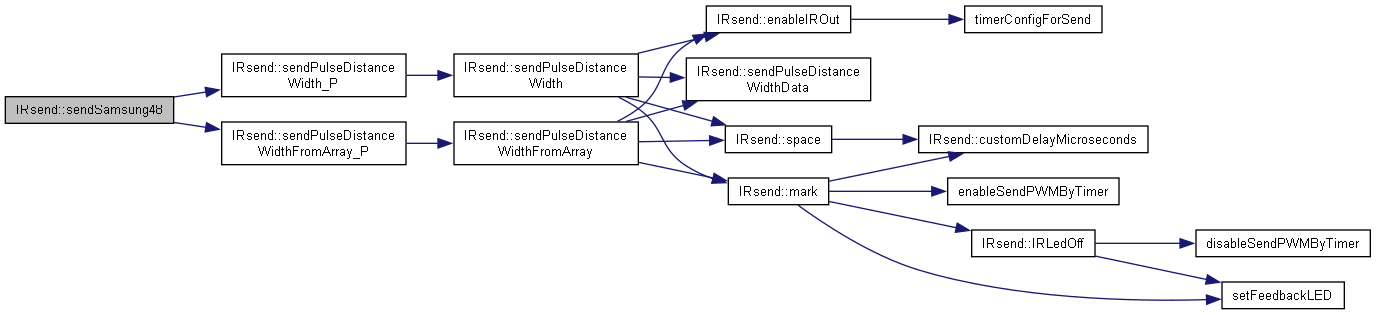 IRsend::sendSamsung48
IRsend::sendPulseDistance
Width_P
IRsend::sendPulseDistance
WidthFromArray_P
IRsend::sendPulseDistance
Width
IRsend::sendPulseDistance
WidthFromArray
IRsend::enableIROut
IRsend::sendPulseDistance
WidthData
IRsend::space
IRsend::mark
timerConfigForSend
IRsend::customDelayMicroseconds
enableSendPWMByTimer
IRsend::IRLedOff
disableSendPWMByTimer
setFeedbackLED